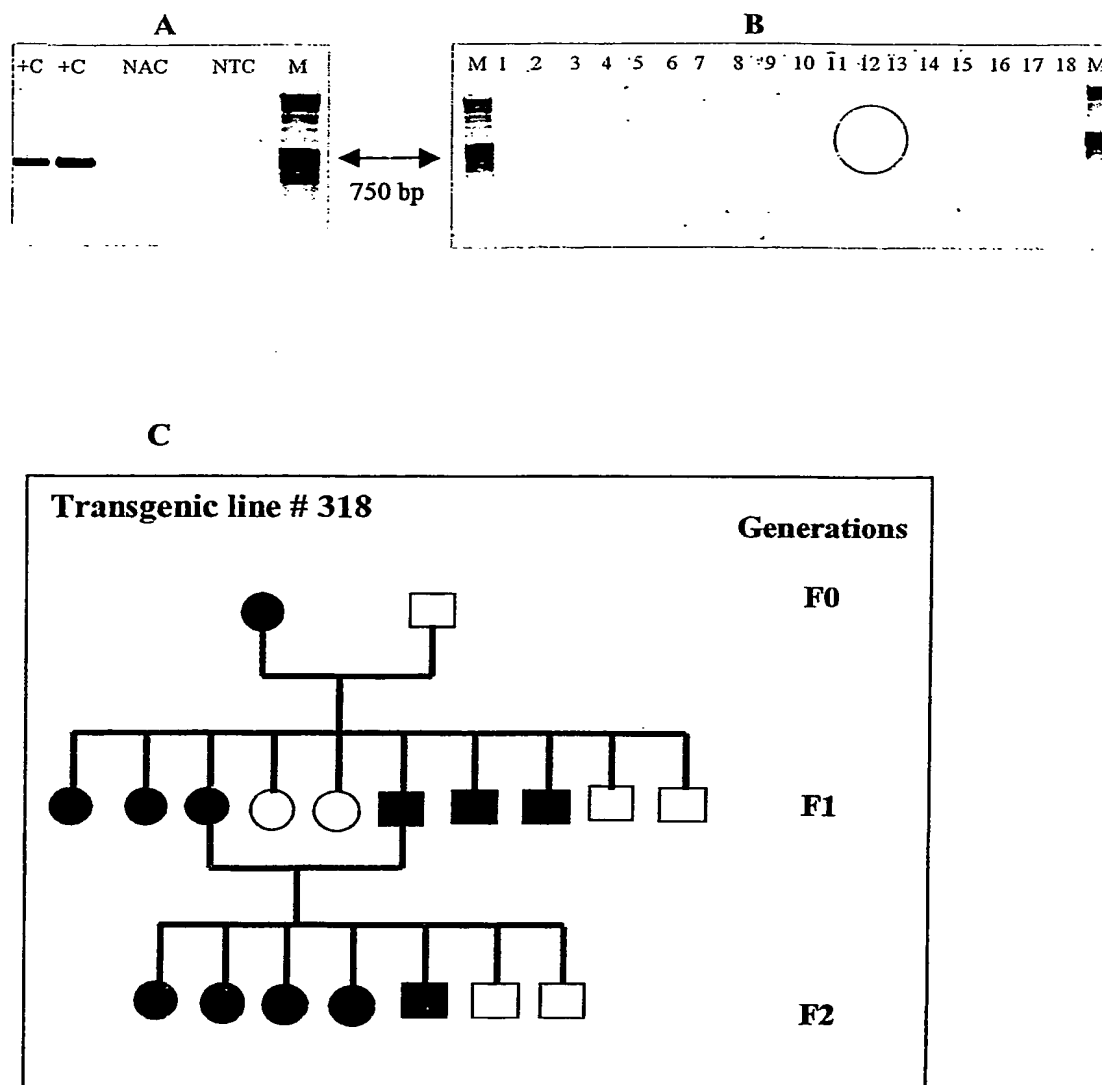 A
+C +C NAC NTC M
750 bp
B
M 1 2 3 4 5 6 7 8 9 10 11 12 13 14 15 16 17 18 M
C
Transgenic line # 318
Generations
F0
F1
F2